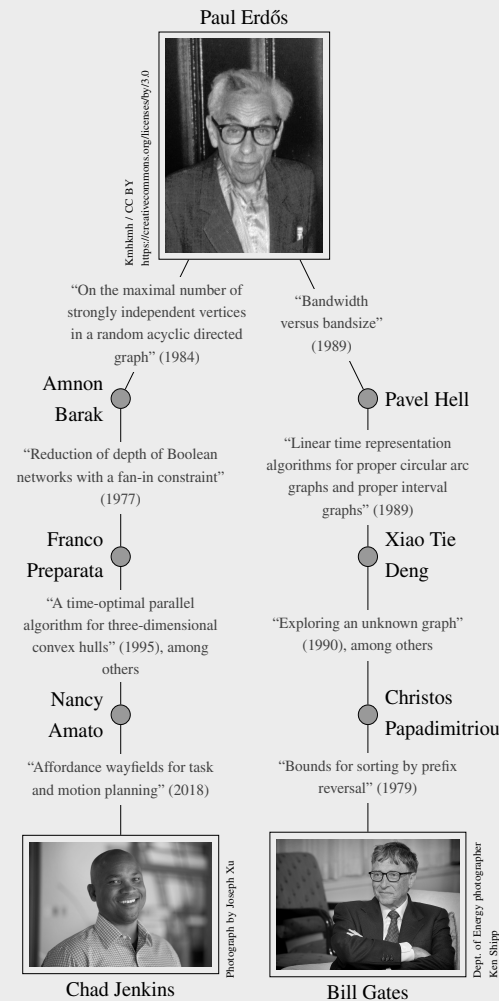 Paul Erdős
Kmhkmh / CC BY
https://creativecommons.org/licenses/by/3.0
“On the maximal number of
strongly independent vertices
in a random acyclic directed
graph” (1984)
“Bandwidth
versus bandsize”
(1989)
Amnon
Barak
Pavel Hell
“Reduction of depth of Boolean
networks with a fan-in constraint”
(1977)
“Linear time representation
algorithms for proper circular arc
graphs and proper interval
graphs” (1989)
Franco
Preparata
Xiao Tie
Deng
“A time-optimal parallel
algorithm for three-dimensional
convex hulls” (1995), among
others
“Exploring an unknown graph”
(1990), among others
Nancy
Amato
Christos
Papadimitriou
“Affordance wayfields for task
and motion planning” (2018)
“Bounds for sorting by prefix
reversal” (1979)
Photograph by Joseph Xu
Dept. of Energy photographer
Ken Shipp
Chad Jenkins
Bill Gates